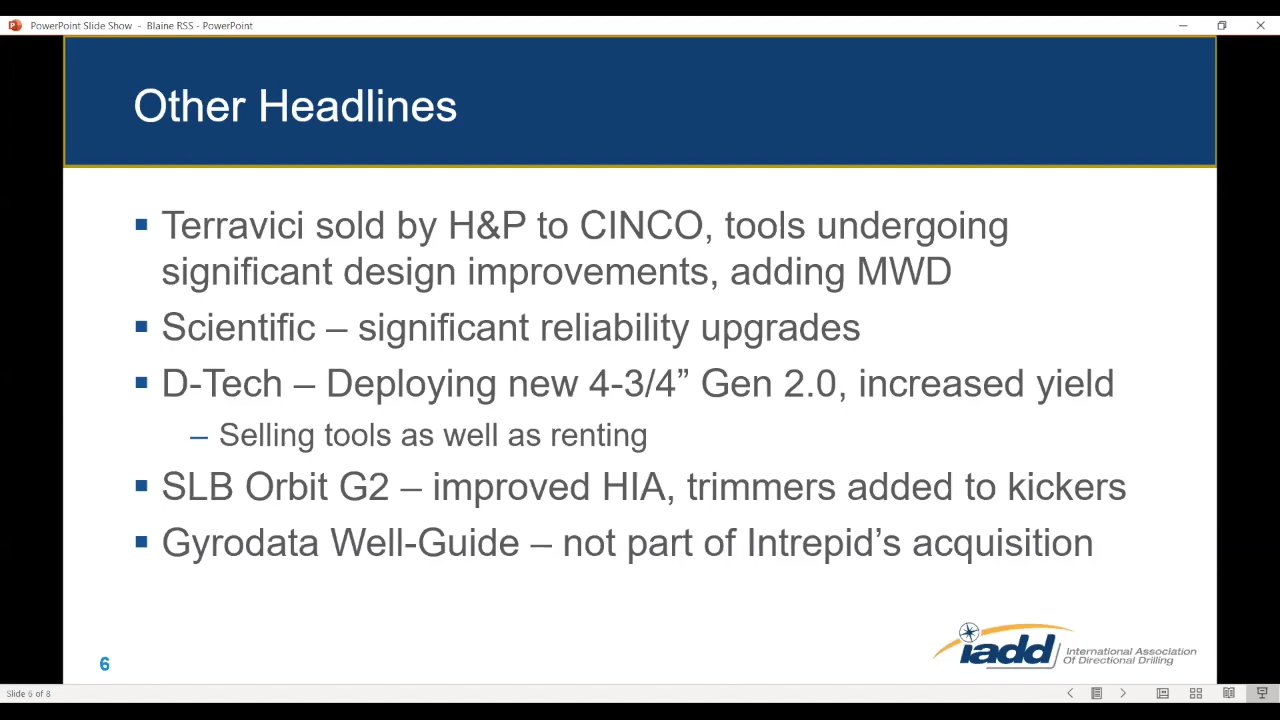 PowerPoint Slide Show - Blaine RSS - PowerPoint
Other Headlines
Terravici sold by H&P to CINCO, tools undergoing
significant design improvements, adding MWD
Scientific – significant reliability upgrades
D-Tech – Deploying new 4-3/4” Gen 2.0, increased yield
– Selling tools as well as renting
SLB Orbit G2 – improved HIA, trimmers added to kickers
Gyrodata Well-Guide – not part of Intrepid’s acquisition
6
iadd
International Association
Of Directional Drilling
Slide 6 of 8